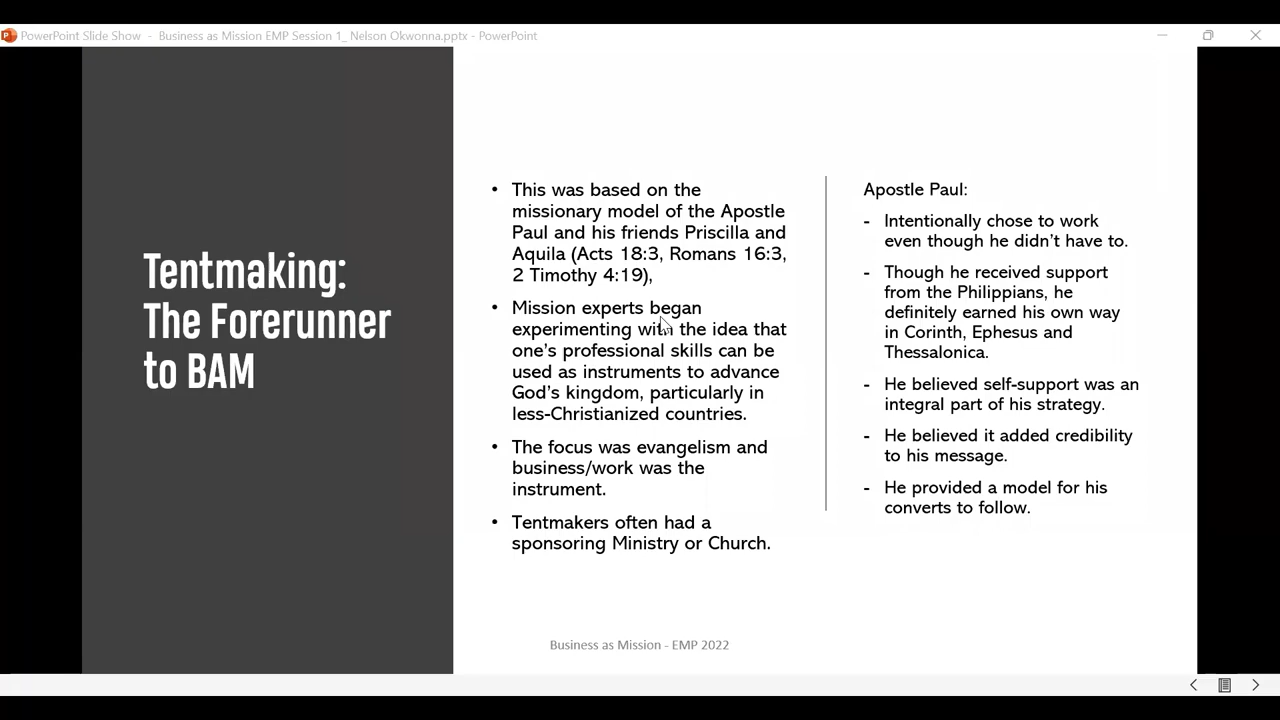 PowerPoint Slide Show - Business as Mission EMP Session 1_ Nelson Okwonna.pptx - PowerPoint
Tentmaking:
The Forerunner
to BAM
• This was based on the
missionary model of the Apostle
Paul and his friends Priscilla and
Aquila (Acts 18:3, Romans 16:3,
2 Timothy 4:19),
• Mission experts began
experimenting with the idea that
one's professional skills can be
used as instruments to advance
God's kingdom, particularly in
less-Christianized countries.
• The focus was evangelism and
business/work was the
instrument.
• Tentmakers often had a
sponsoring Ministry or Church.
Apostle Paul:
- Intentionally chose to work
even though he didn't have to.
- Though he received support
from the Philippians, he
definitely earned his own way
in Corinth, Ephesus and
Thessalonica.
- He believed self-support was an
integral part of his strategy.
- He believed it added credibility
to his message.
- He provided a model for his
converts to follow.
Business as Mission - EMP 2022